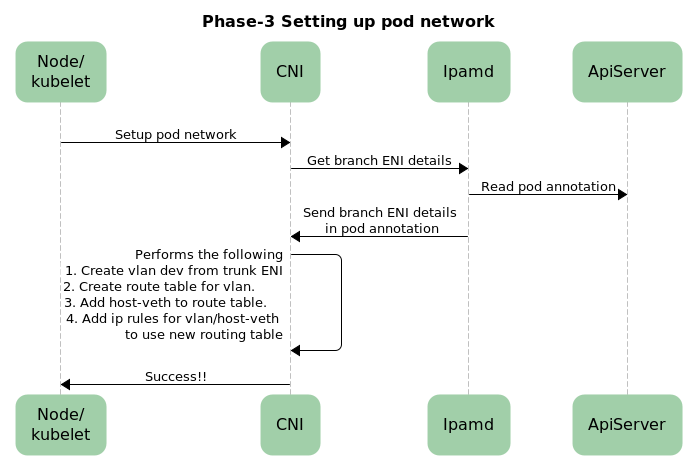 Phase-3 Setting up pod network
Node/
kubelet
CNI
Ipamd
ApiServer
Setup pod network
Get branch ENI details
Read pod annotation
Send branch ENI details
in pod annotation
Performs the following
1. Create vlan dev from trunk ENI
2. Create route table for vlan.
3. Add host-veth to route table.
4. Add ip rules for vlan/host-veth
to use new routing table
Success!!
Node/
kubelet
CNI
Ipamd
ApiServer